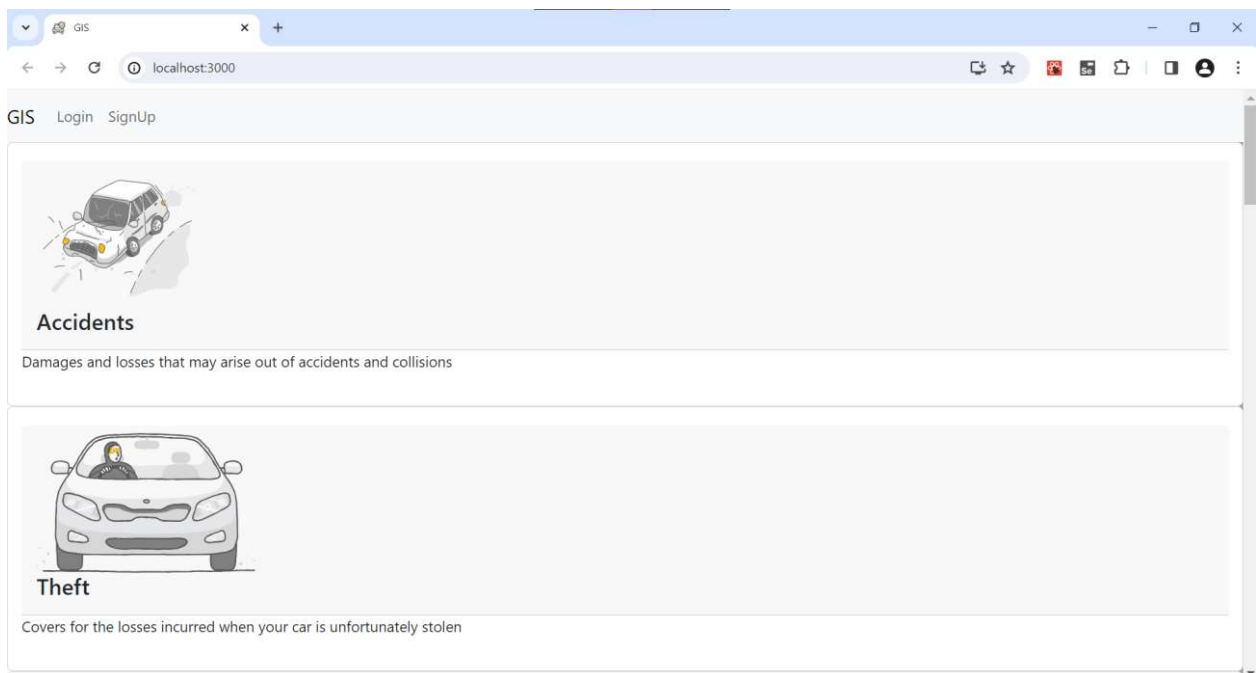 GIS
localhost:3000
Se
GIS Login SignUp
Accidents
Damages and losses that may arise out of accidents and collisions
Theft
Covers for the losses incurred when your car is unfortunately stolen